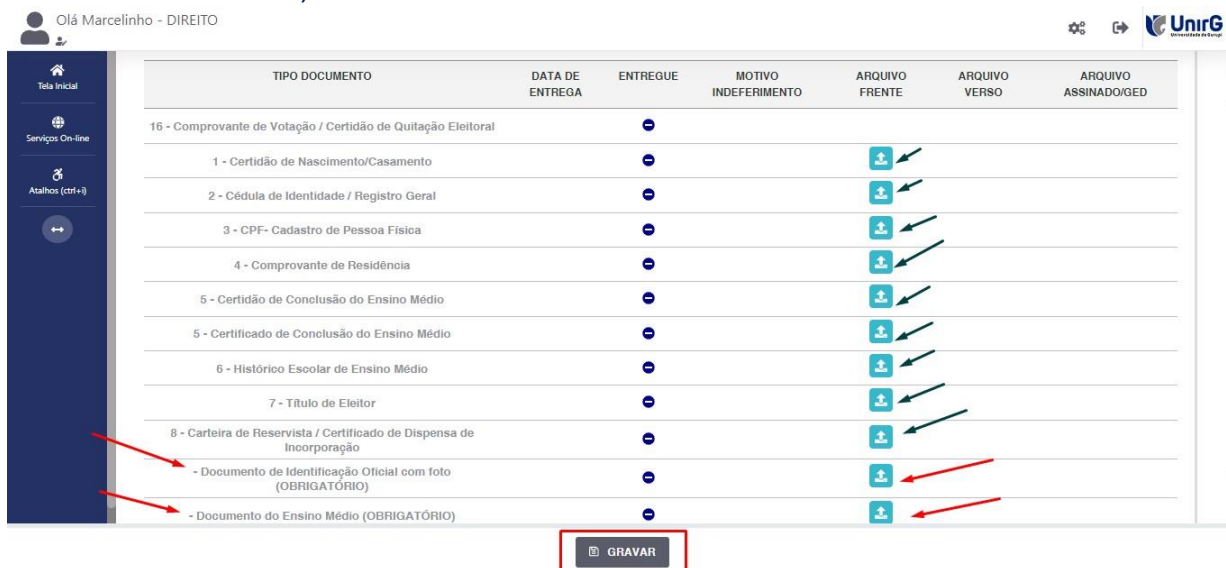 Olá Marcelinho - DIREITO
UnirG
Universidade de Gurupi
Tela Inicial
Serviços On-line
Atalhos (ctrl+i)
TIPO DOCUMENTO
DATA DE
ENTREGA
ENTREGUE
MOTIVO
INDEFERIMENTO
ARQUIVO
FRENTE
ARQUIVO
VERSO
ARQUIVO
ASSINADO/GED
16 - Comprovante de Votação / Certidão de Quitação Eleitoral
1 - Certidão de Nascimento/Casamento
2 - Cédula de Identidade / Registro Geral
3 - CPF- Cadastro de Pessoa Física
4 - Comprovante de Residência
5 - Certidão de Conclusão do Ensino Médio
5 - Certificado de Conclusão do Ensino Médio
6 - Histórico Escolar de Ensino Médio
7 - Título de Eleitor
8 - Carteira de Reservista / Certificado de Dispensa de
Incorporação
- Documento de Identificação Oficial com foto
(OBRIGATÓRIO)
- Documento do Ensino Médio (OBRIGATÓRIO)
GRAVAR